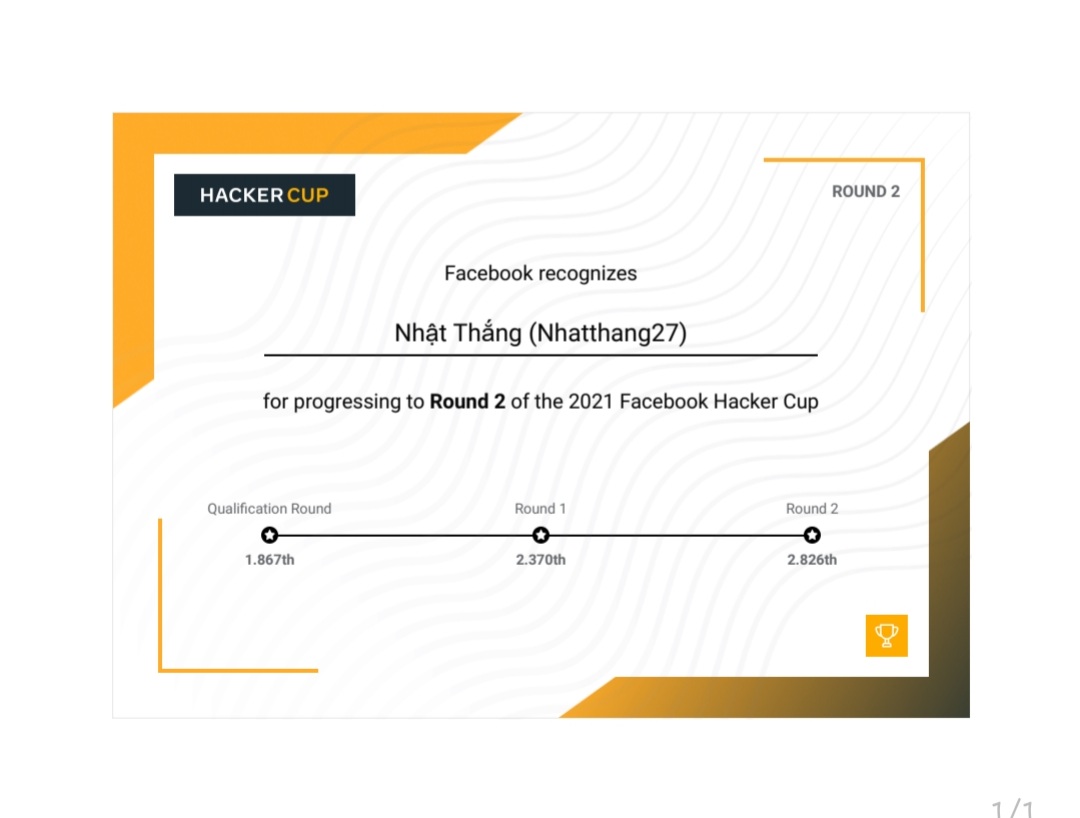 HACKER CUP
ROUND 2
Facebook recognizes
Nhật Thắng (Nhatthang27)
for progressing to Round 2 of the 2021 Facebook Hacker Cup
Qualification Round Round 1 Round 2
1.867th 2.370th 2.826th
1/1